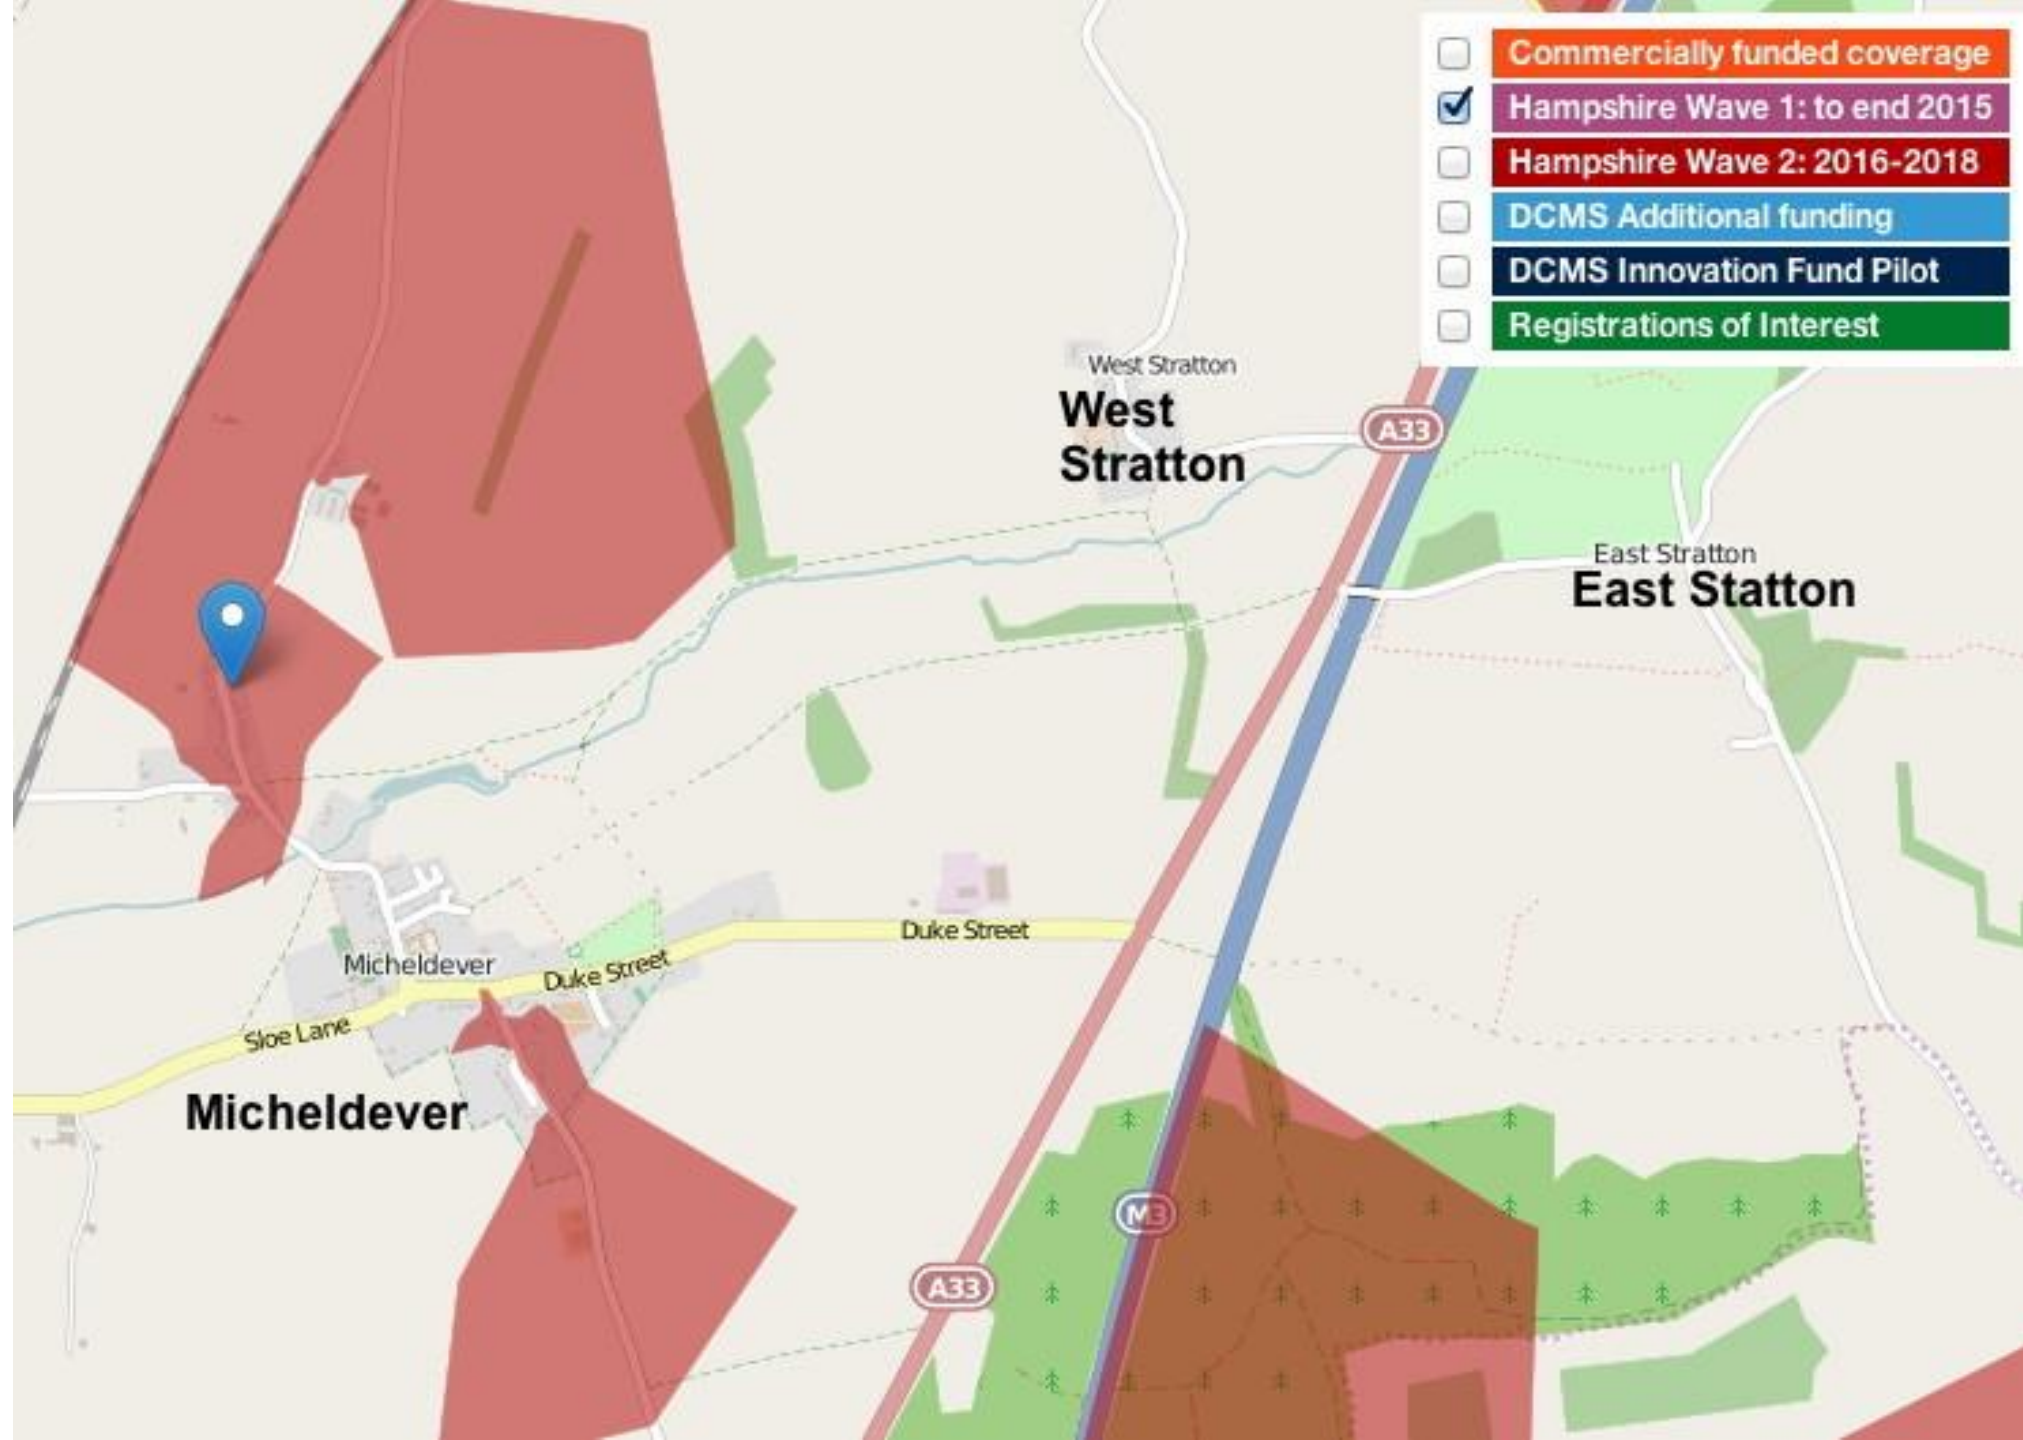 Commercially funded coverage
Hampshire Wave 1: to end 2015
Hampshire Wave 2: 2016-2018
DCMS Additional funding
DCMS Innovation Fund Pilot
Registrations of Interest
West Stratton
West
Stratton
A33
East Stratton
East Statton
Duke Street
Micheldever
Duke Street
Sloe Lane
Micheldever
M3
A33